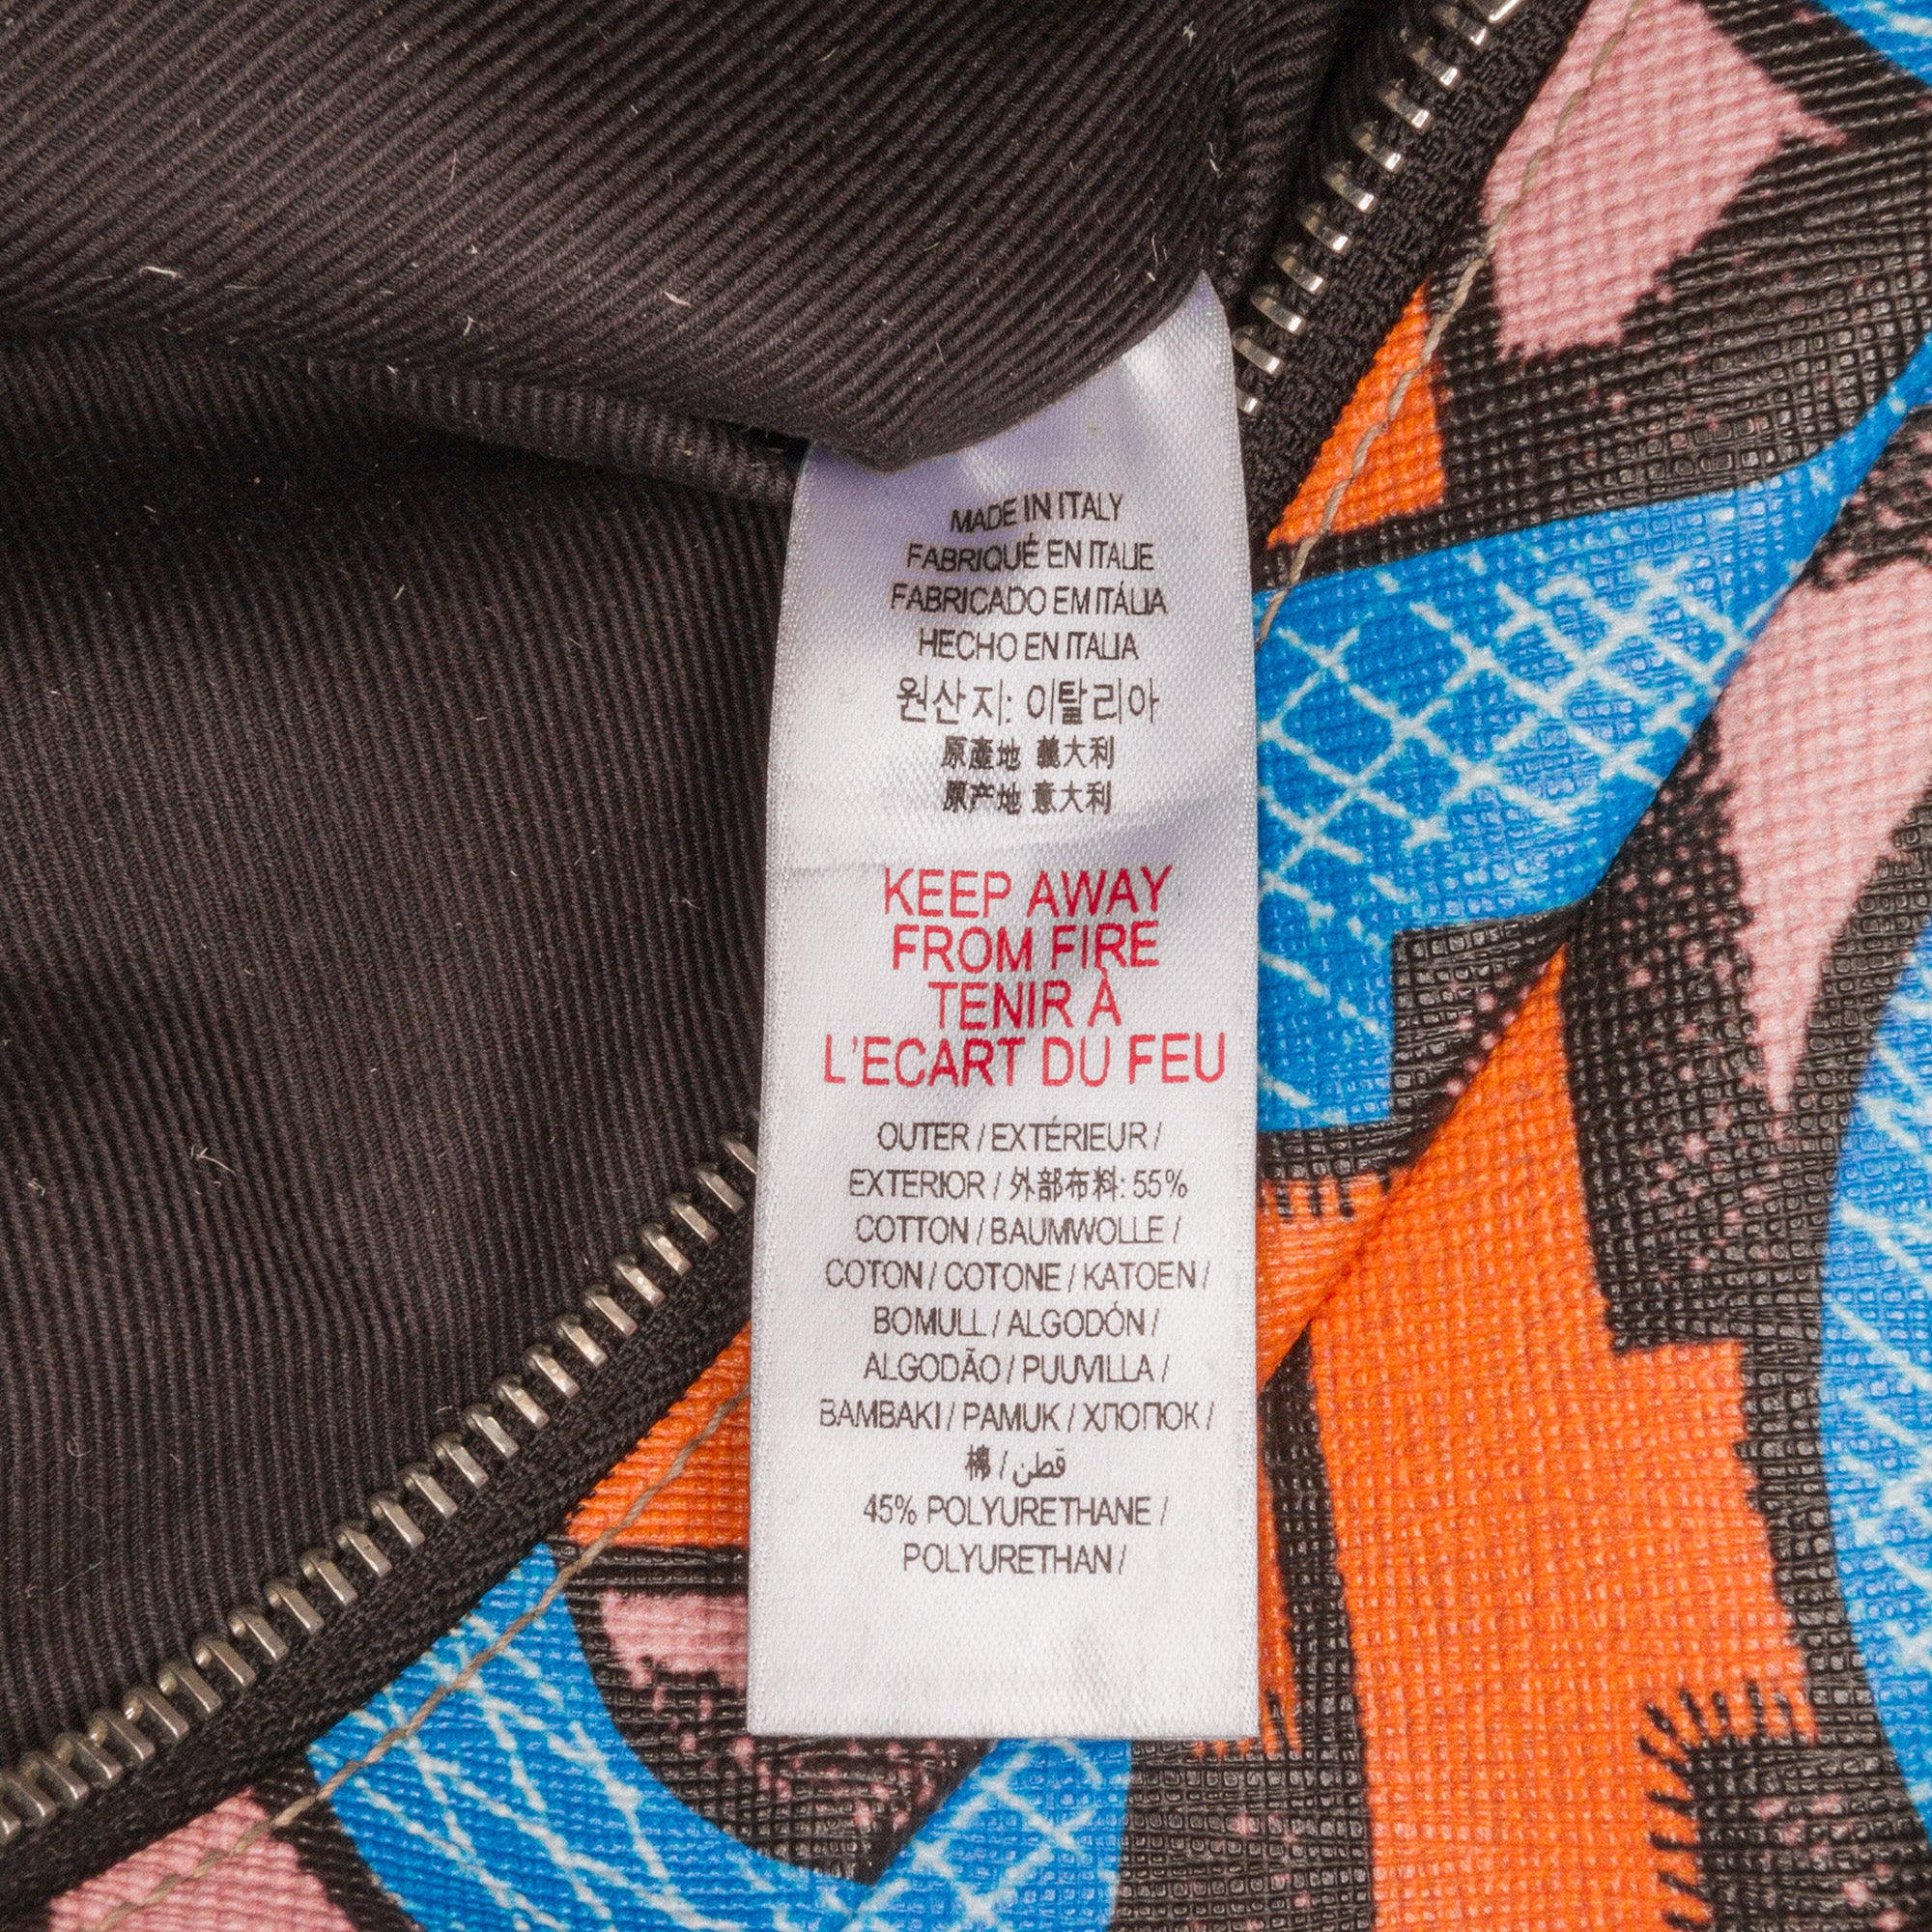 MADE IN ITALY
FABRIQUÉ EN ITALIE
FABRICADO EM ITÁLIA
HECHO EN ITALIA
원산지: 이탈리아
原產地 義大利
原产地 意大利
KEEP AWAY
FROM FIRE
TENIR À
L'ECART DU FEU
OUTER / EXTÉRIEUR /
EXTERIOR / 外部布料: 55%
COTTON / BAUMWOLLE /
COTON / COTONE / KATOEN /
BOMULL / ALGODÓN /
ALGODÃO / PUUVILLA /
BAMBAKI / PAMUK / ХЛОПОК /
棉 / قطن
45% POLYURETHANE /
POLYURETHAN /